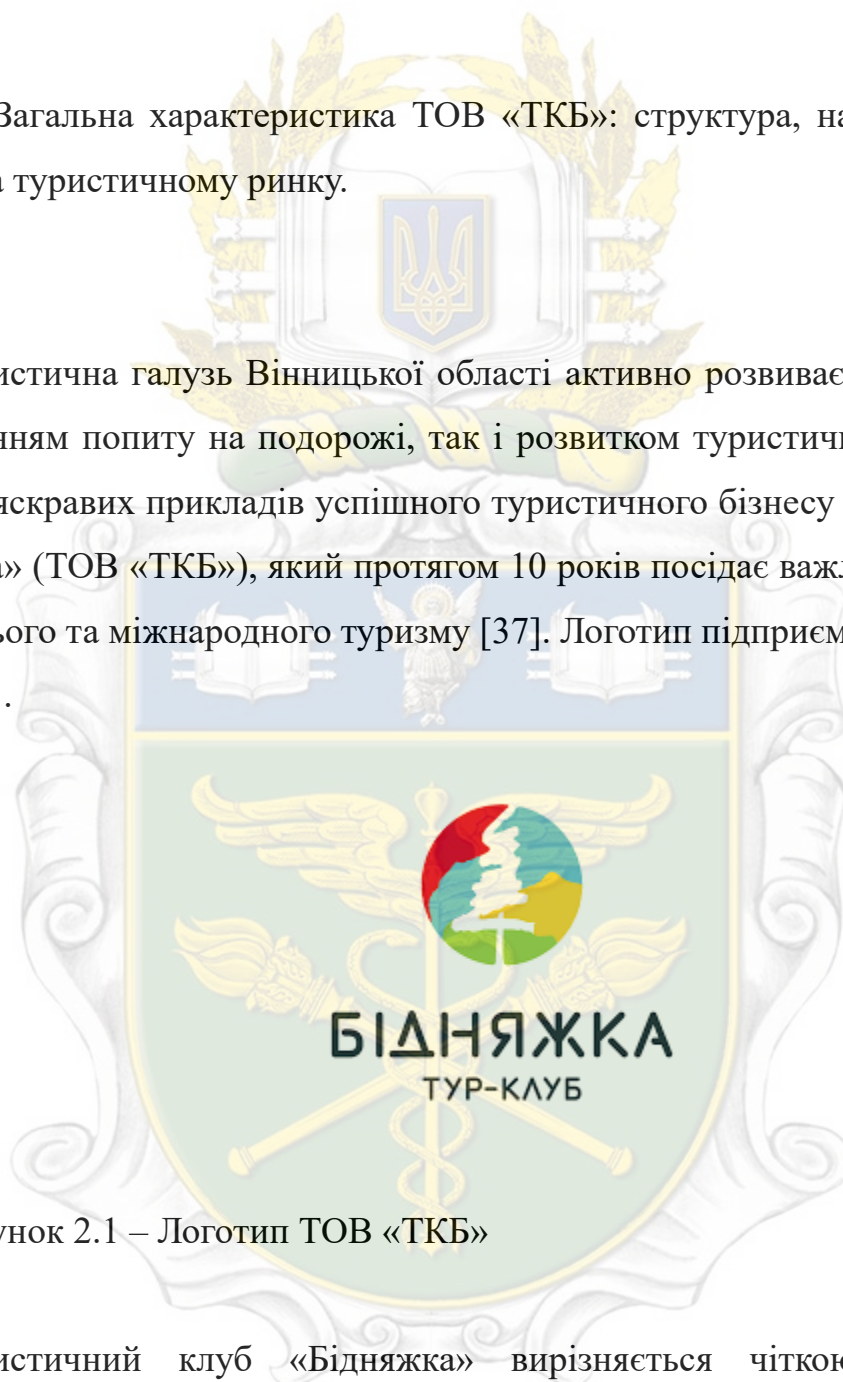 Загальна характеристика ТОВ «ТКБ»: структура, на
туристичному ринку.
истична галузь Вінницької області активно розвиває
нням попиту на подорожі, так і розвитком туристичн
яскравих прикладів успішного туристичного бізнесу
а» (ТОВ «ТКБ»), який протягом 10 років посідає важл
ього та міжнародного туризму [37]. Логотип підприєм
.
БІДНЯЖКА
ТУР-КЛУБ
унок 2.1 – Логотип ТОВ «ТКБ»
истичний клуб «Бідняжка» вирізняється чіткою